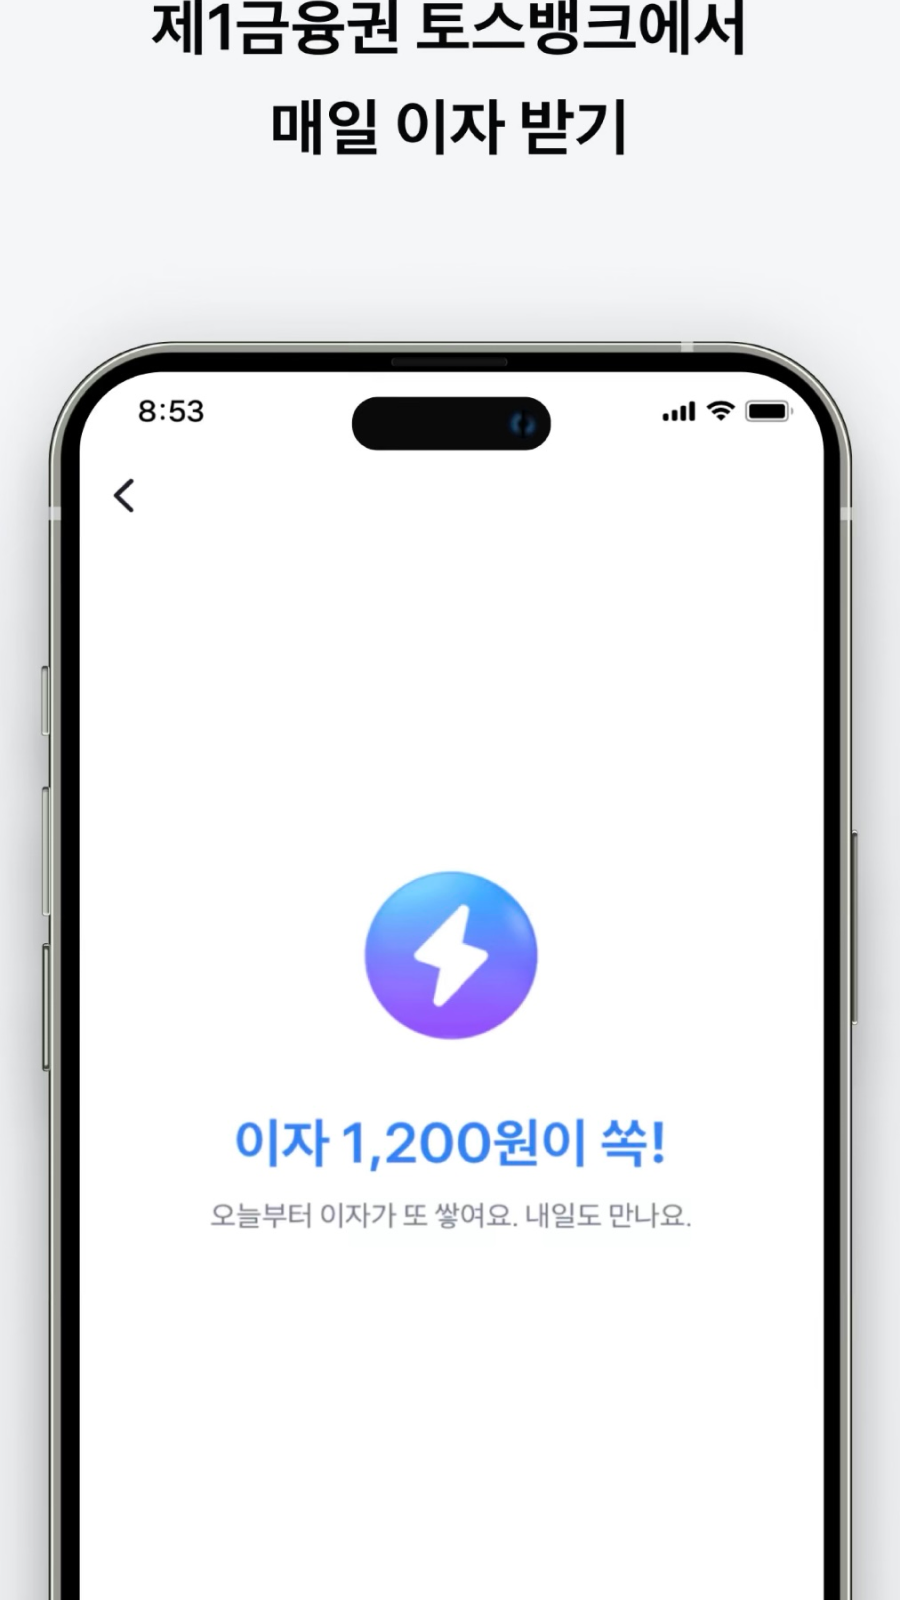 제1금융권 토스뱅크에서
매일 이자 받기
8:53
이자 1,200원이 쏙!
오늘부터 이자가 또 쌓여요. 내일도 만나요.